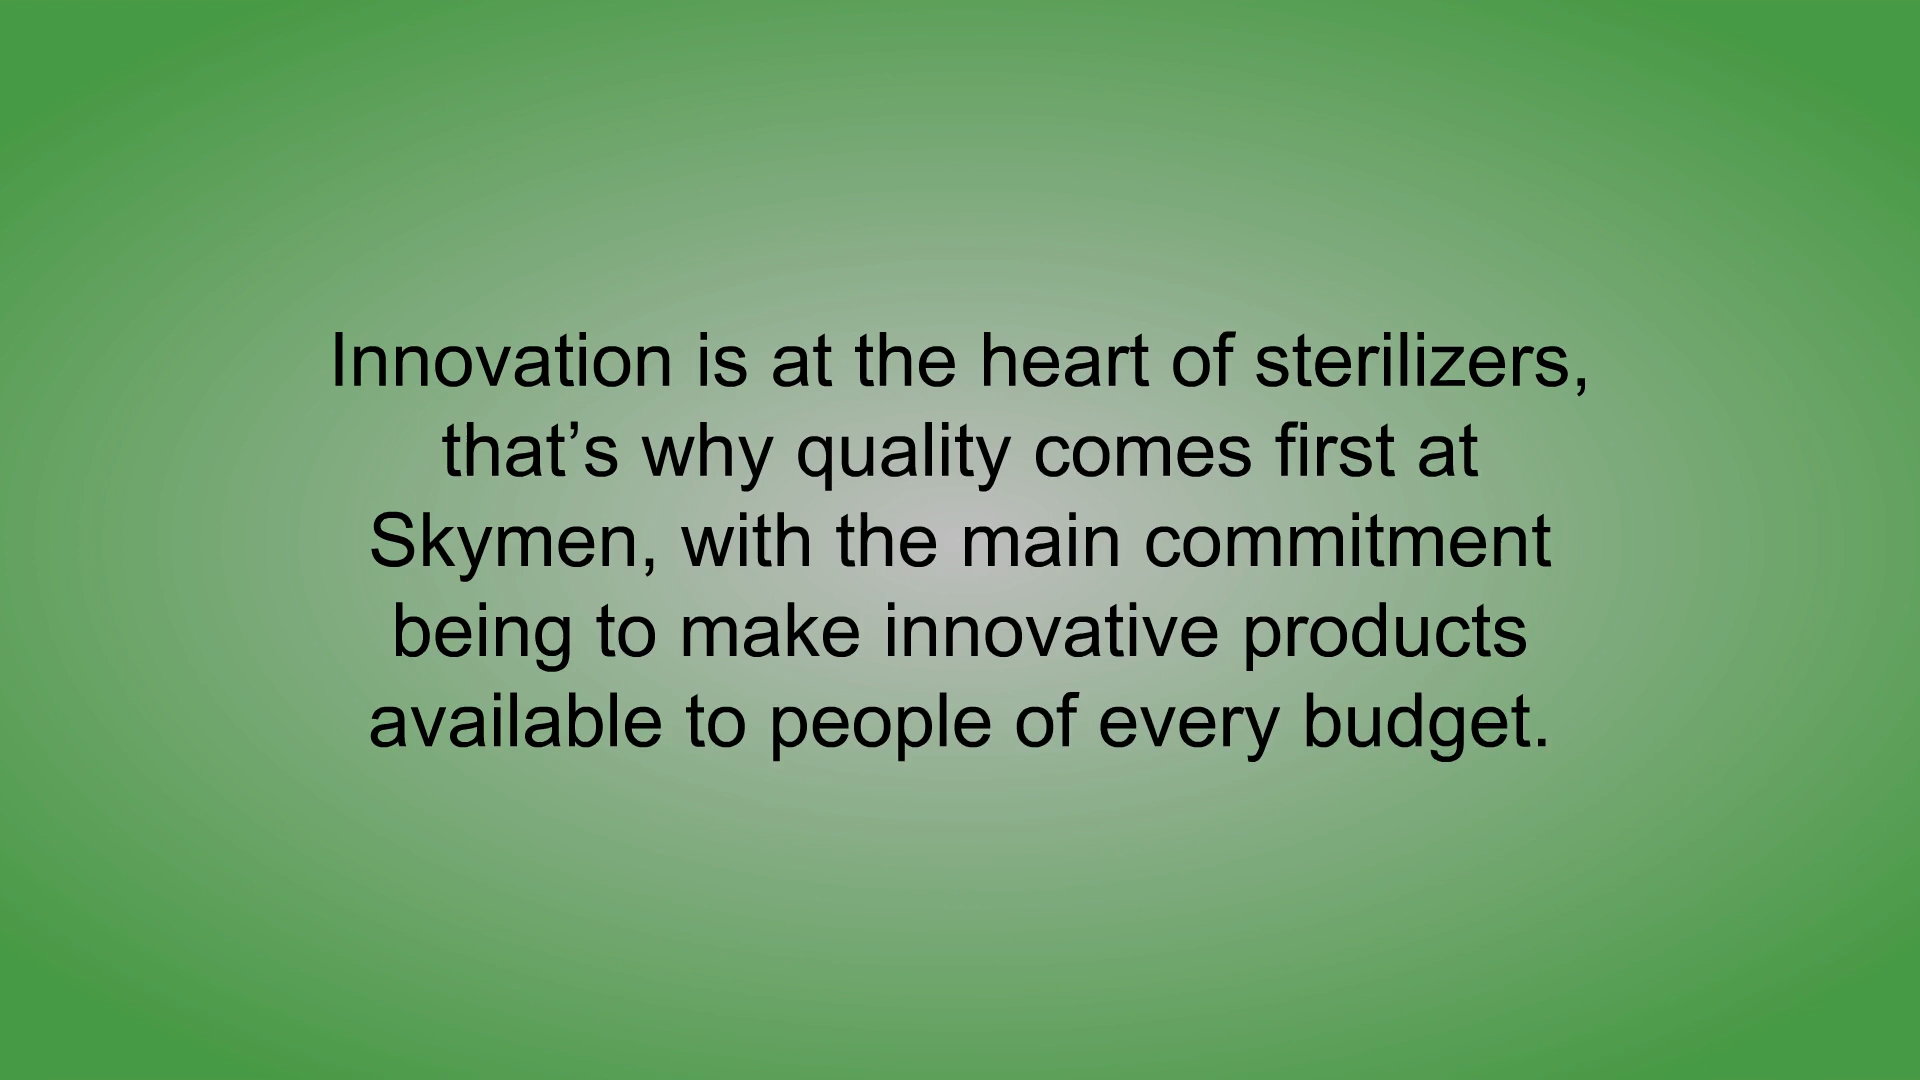 Innovation is at the heart of sterilizers,
that’s why quality comes first at
Skymen, with the main commitment
being to make innovative products
available to people of every budget.